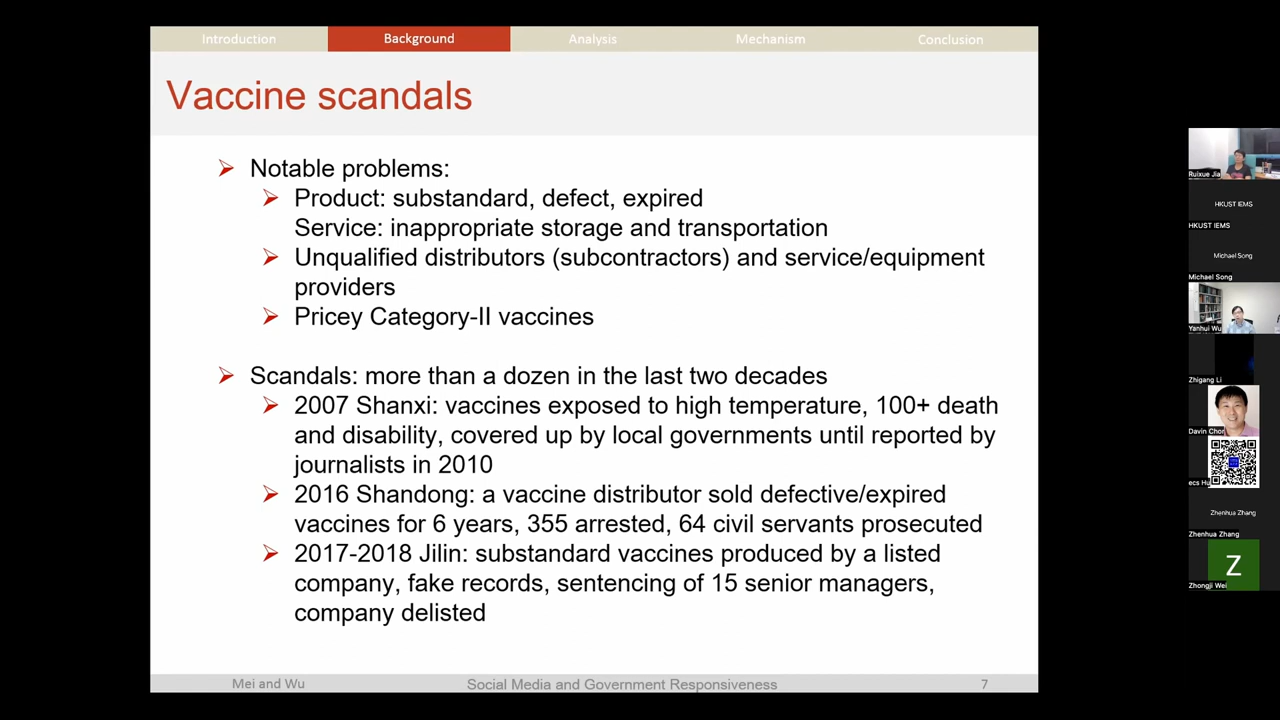 Introduction
Background
Analysis
Mechanism
Conclusion
Vaccine scandals
Notable problems:
Product: substandard, defect, expired
Service: inappropriate storage and transportation
Unqualified distributors (subcontractors) and service/equipment
providers
Pricey Category-II vaccines
Scandals: more than a dozen in the last two decades
2007 Shanxi: vaccines exposed to high temperature, 100+ death
and disability, covered up by local governments until reported by
journalists in 2010
2016 Shandong: a vaccine distributor sold defective/expired
vaccines for 6 years, 355 arrested, 64 civil servants prosecuted
2017-2018 Jilin: substandard vaccines produced by a listed
company, fake records, sentencing of 15 senior managers,
company delisted
Mei and Wu
Social Media and Government Responsiveness
7
Ruixue Jia
HKUST IEMS
HKUST IEMS
Michael Song
Michael Song
Yanhui Wu
Zhigang Li
Davin Chor
ecs
Zhenhua Zhang
Zhenhua Zhang
Z
Zhongji Wei